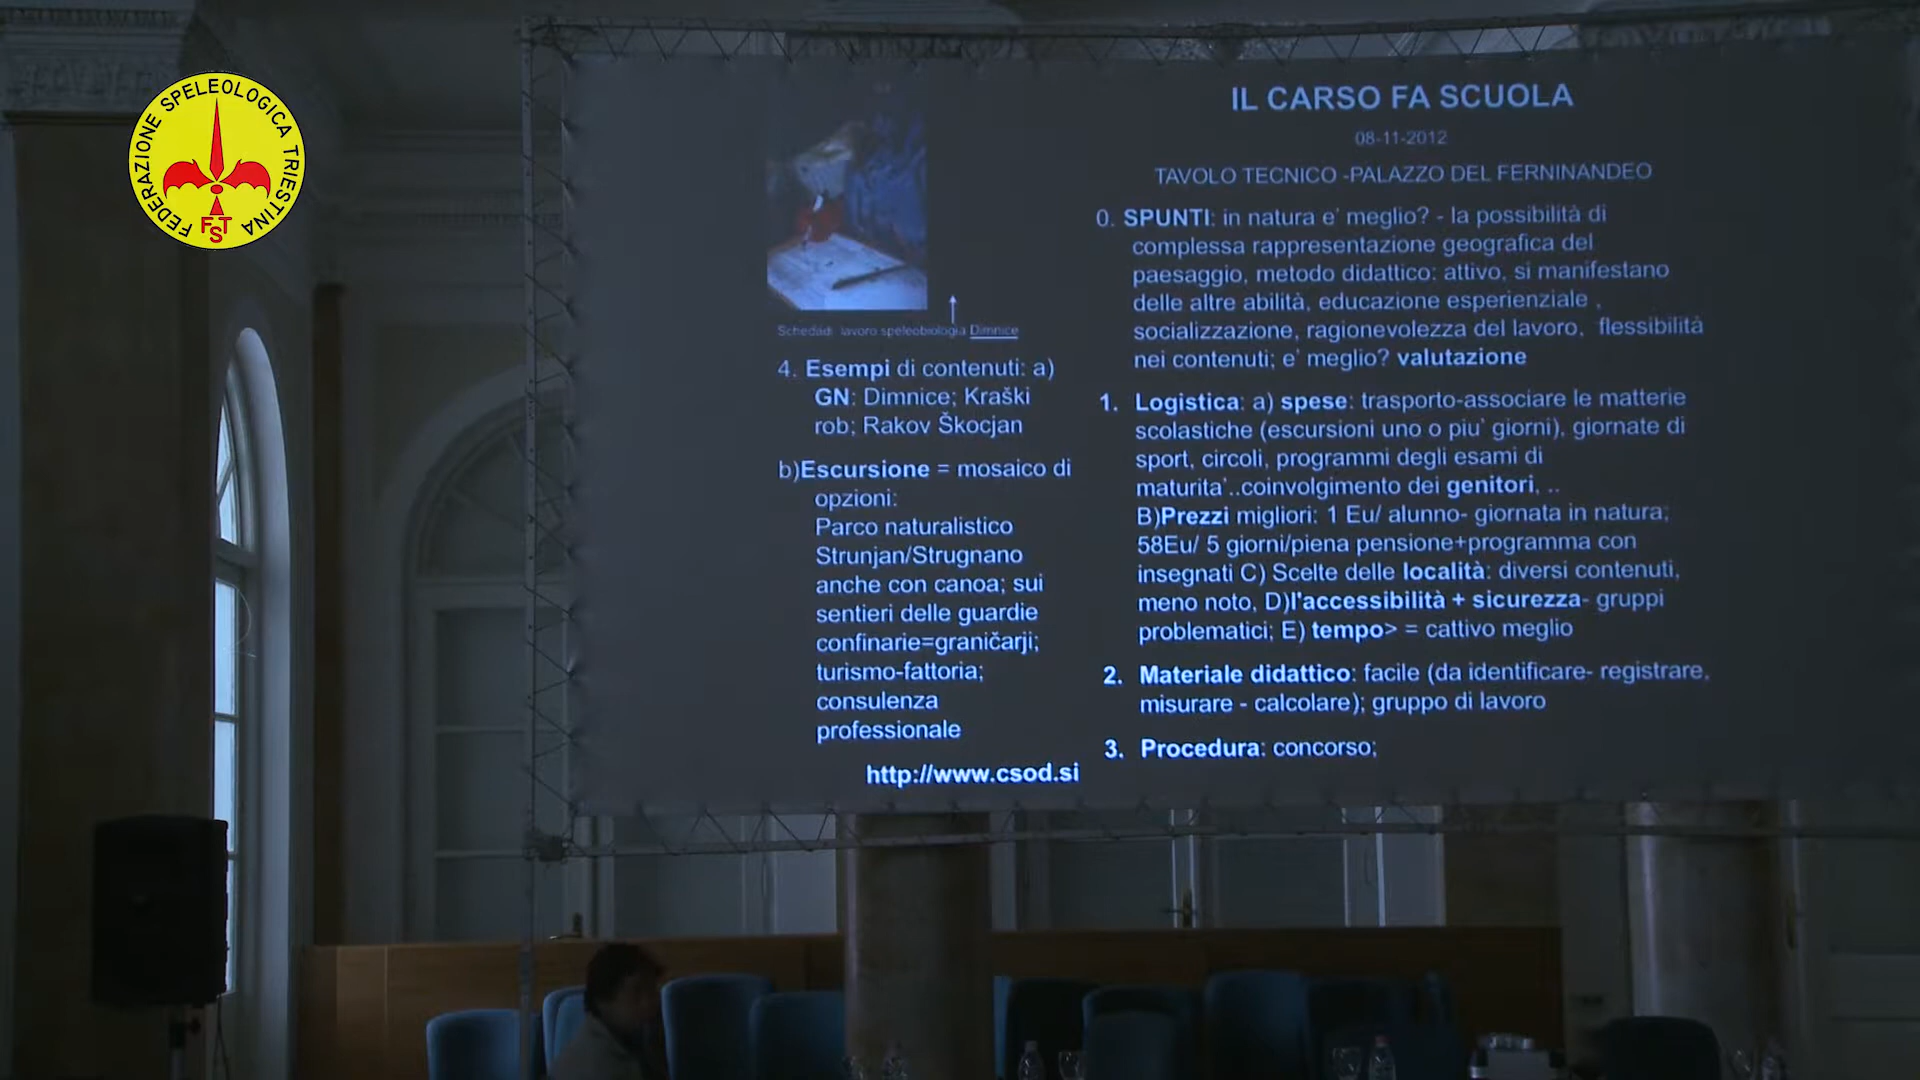 FEDERAZIONE SPELEOLOGICA TRIESTINA
FST
IL CARSO FA SCUOLA
08-11-2012
TAVOLO TECNICO -PALAZZO DEL FERNINANDEO
0. SPUNTI: in natura e' meglio? - la possibilità di
complessa rappresentazione geografica del
paesaggio, metodo didattico: attivo, si manifestano
delle altre abilità, educazione esperienziale ,
socializzazione, ragionevolezza del lavoro, flessibilità
nei contenuti; e' meglio? valutazione
1. Logistica: a) spese: trasporto-associare le matterie
scolastiche (escursioni uno o piu' giorni), giornate di
sport, circoli, programmi degli esami di
maturita'..coinvolgimento dei genitori, ..
B)Prezzi migliori: 1 Eu/ alunno- giornata in natura;
58Eu/ 5 giorni/piena pensione+programma con
insegnati C) Scelte delle località: diversi contenuti,
meno noto, D)l'accessibilità + sicurezza- gruppi
problematici; E) tempo> = cattivo meglio
2. Materiale didattico: facile (da identificare- registrare,
misurare - calcolare); gruppo di lavoro
3. Procedura: concorso;
Schedadi lavoro speleobiologia Dimnice
4. Esempi di contenuti: a)
GN: Dimnice; Kraški
rob; Rakov Škocjan
b)Escursione = mosaico di
opzioni:
Parco naturalistico
Strunjan/Strugnano
anche con canoa; sui
sentieri delle guardie
confinarie=graničarji;
turismo-fattoria;
consulenza
professionale
http://www.csod.si